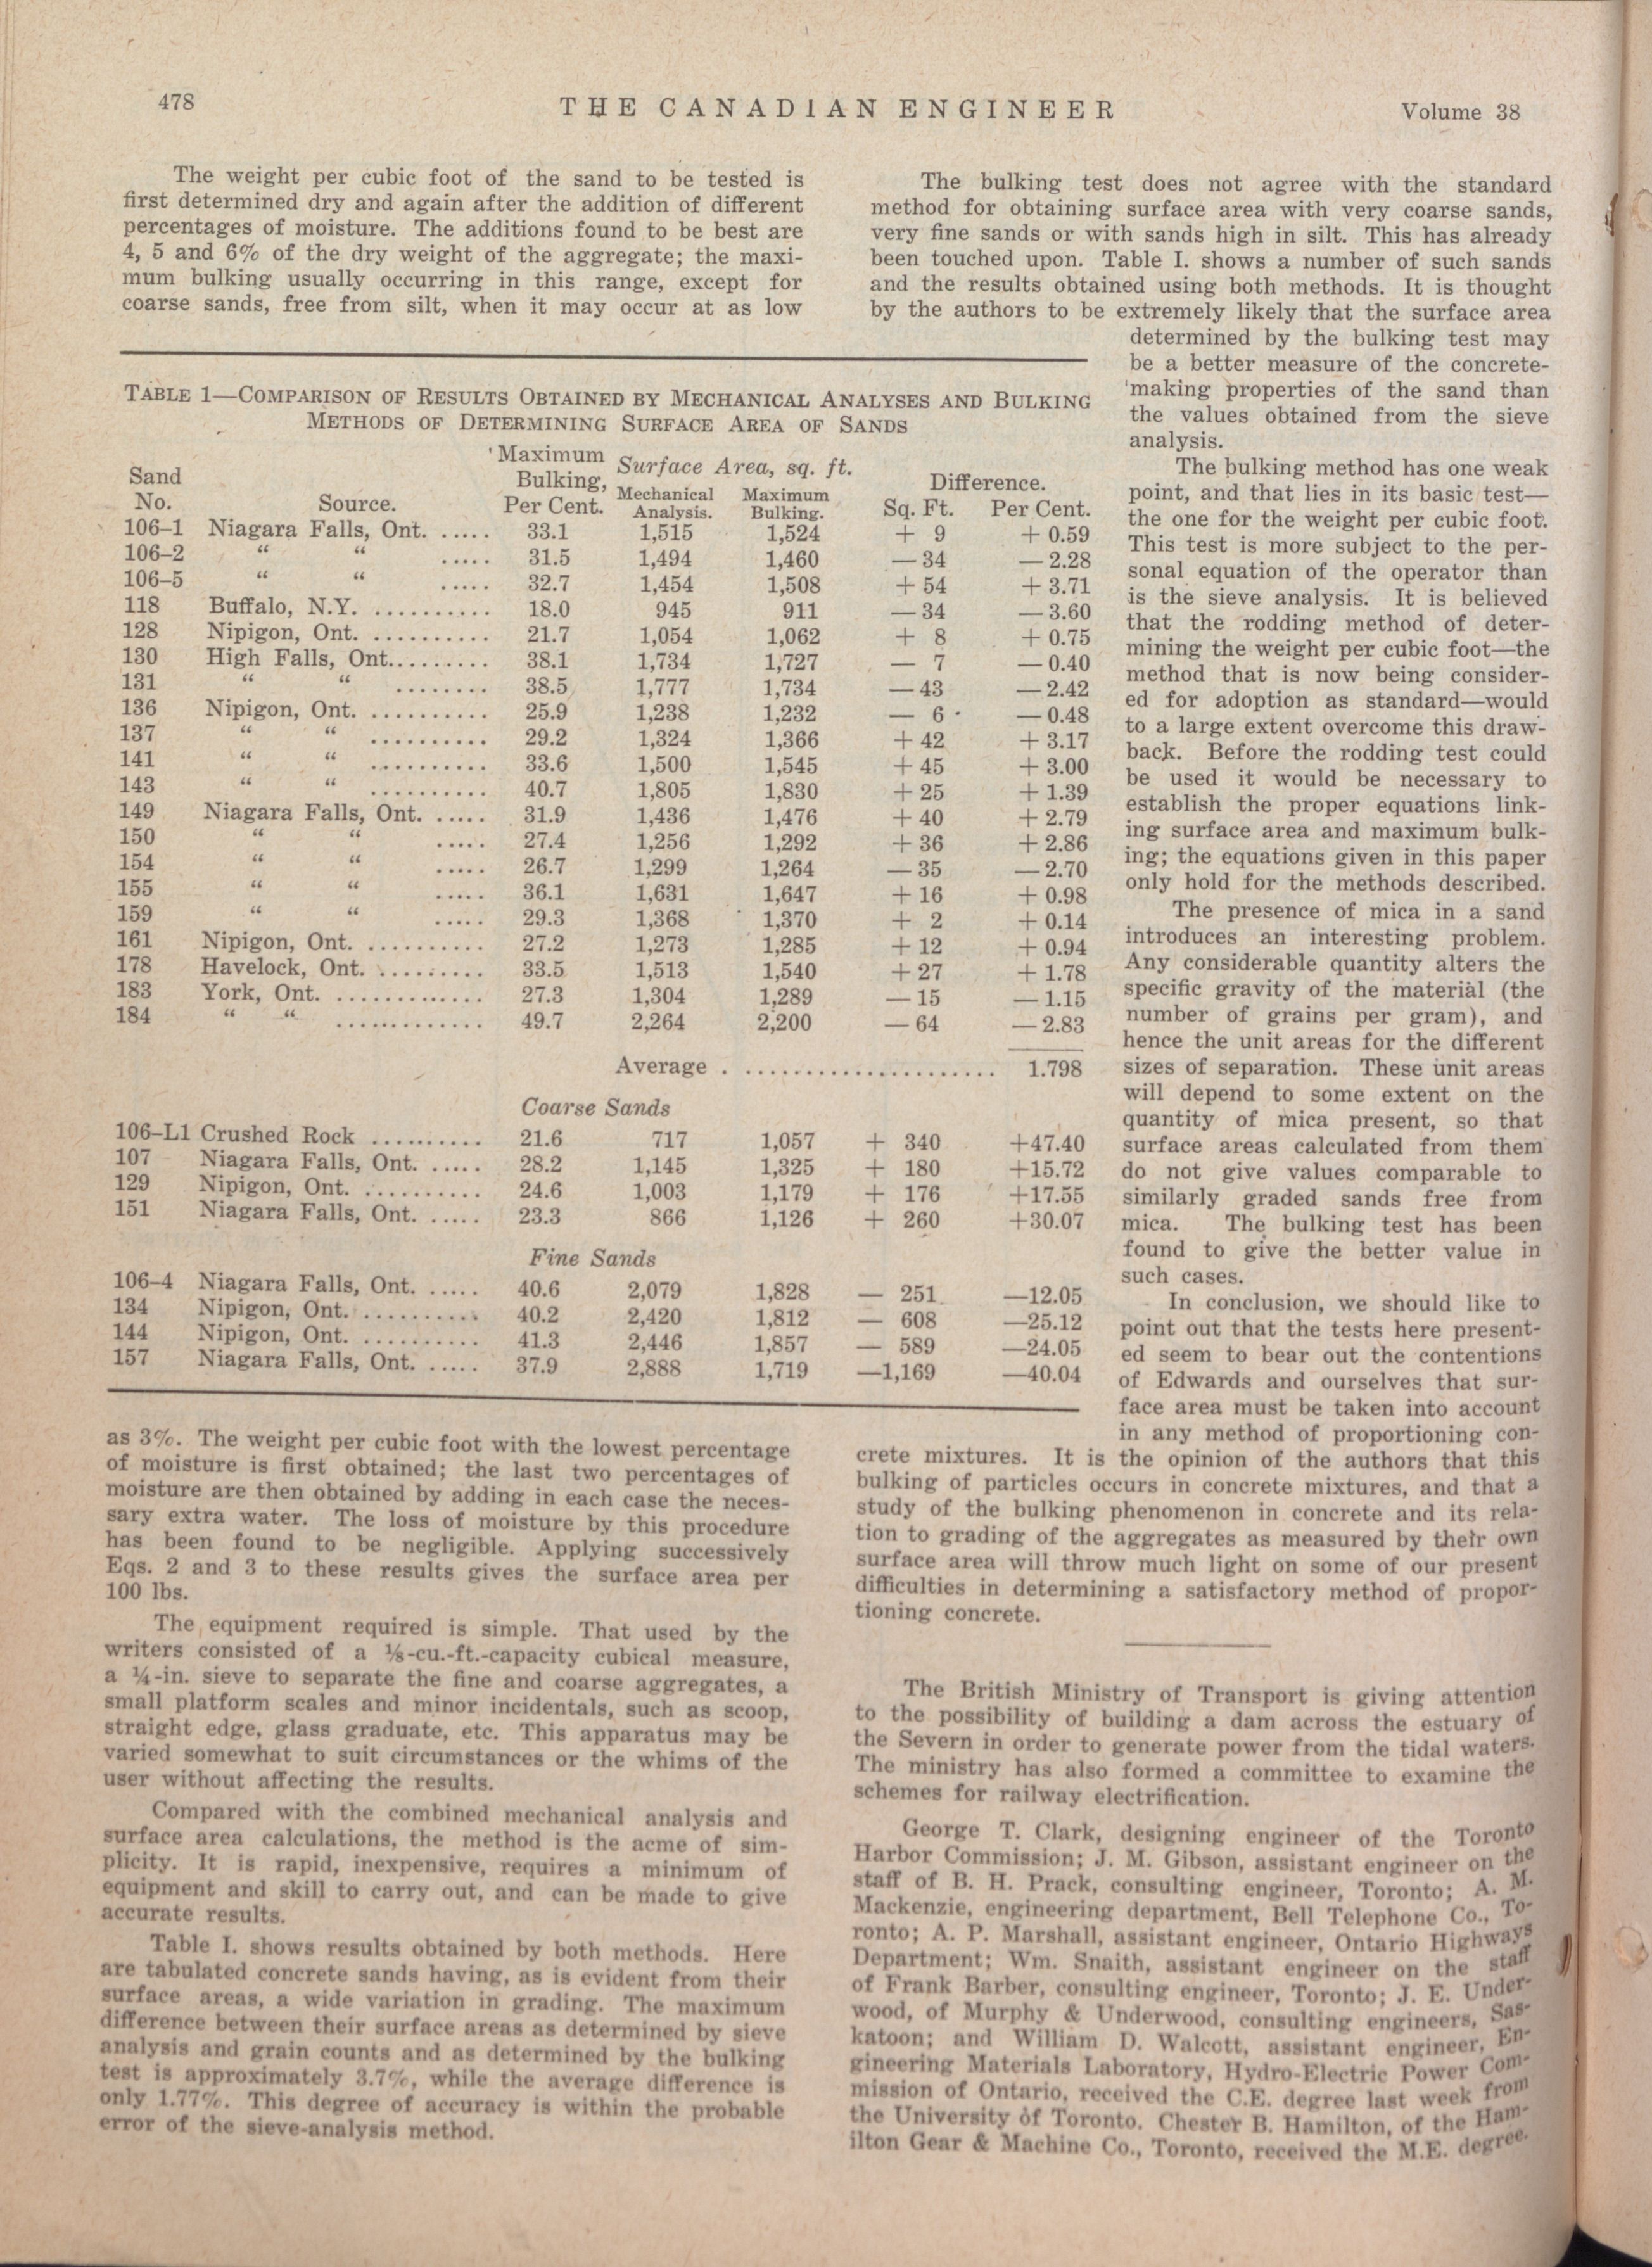 478
THE CANADIAN ENGINEER
Volume 38
The weight per cubic foot of the sand to be tested is
first determined dry and again after the addition of different
percentages of moisture. The additions found to be best are
4, 5 and 6% of the dry weight of the aggregate; the maxi-
mum bulking usually occurring in this range, except for
coarse sands, free from silt, when it may occur at as low
TABLE 1—COMPARISON OF RESULTS OBTAINED BY MECHANICAL ANALYSES AND BULKING
METHODS OF DETERMINING SURFACE AREA OF SANDS
Sand No. Source. Maximum Bulking, Per Cent. Surface Area, sq. ft. Mechanical Analysis. Maximum Bulking. Difference. Sq. Ft. Per Cent.
106–1 Niagara Falls, Ont. ..... 33.1 1,515 1,524 + 9 + 0.59
106–2 “ “ ..... 31.5 1,494 1,460 — 34 — 2.28
106–5 “ “ ..... 32.7 1,454 1,508 + 54 + 3.71
118 Buffalo, N.Y. .......... 18.0 945 911 — 34 — 3.60
128 Nipigon, Ont. .......... 21.7 1,054 1,062 + 8 + 0.75
130 High Falls, Ont......... 38.1 1,734 1,727 — 7 — 0.40
131 “ “ ........ 38.5 1,777 1,734 — 43 — 2.42
136 Nipigon, Ont. .......... 25.9 1,238 1,232 — 6 — 0.48
137 “ “ .......... 29.2 1,324 1,366 + 42 + 3.17
141 “ “ .......... 33.6 1,500 1,545 + 45 + 3.00
143 “ “ .......... 40.7 1,805 1,830 + 25 + 1.39
149 Niagara Falls, Ont. ..... 31.9 1,436 1,476 + 40 + 2.79
150 “ “ ..... 27.4 1,256 1,292 + 36 + 2.86
154 “ “ ..... 26.7 1,299 1,264 — 35 — 2.70
155 “ “ ..... 36.1 1,631 1,647 + 16 + 0.98
159 “ “ ..... 29.3 1,368 1,370 + 2 + 0.14
161 Nipigon, Ont. .......... 27.2 1,273 1,285 + 12 + 0.94
178 Havelock, Ont. ......... 33.5 1,513 1,540 + 27 + 1.78
183 York, Ont. ............. 27.3 1,304 1,289 — 15 — 1.15
184 “ “ ............. 49.7 2,264 2,200 — 64 — 2.83
Average ...................... 1.798
Coarse Sands
106–L1 Crushed Rock .......... 21.6 717 1,057 + 340 +47.40
107 Niagara Falls, Ont. ..... 28.2 1,145 1,325 + 180 +15.72
129 Nipigon, Ont. .......... 24.6 1,003 1,179 + 176 +17.55
151 Niagara Falls, Ont. ..... 23.3 866 1,126 + 260 +30.07
Fine Sands
106–4 Niagara Falls, Ont. ..... 40.6 2,079 1,828 — 251 —12.05
134 Nipigon, Ont. .......... 40.2 2,420 1,812 — 608 —25.12
144 Nipigon, Ont. .......... 41.3 2,446 1,857 — 589 —24.05
157 Niagara Falls, Ont. ..... 37.9 2,888 1,719 —1,169 —40.04
as 3%. The weight per cubic foot with the lowest percentage
of moisture is first obtained; the last two percentages of
moisture are then obtained by adding in each case the neces-
sary extra water. The loss of moisture by this procedure
has been found to be negligible. Applying successively
Eqs. 2 and 3 to these results gives the surface area per
100 lbs.
The equipment required is simple. That used by the
writers consisted of a ⅛-cu.-ft.-capacity cubical measure,
a ¼-in. sieve to separate the fine and coarse aggregates, a
small platform scales and minor incidentals, such as scoop,
straight edge, glass graduate, etc. This apparatus may be
varied somewhat to suit circumstances or the whims of the
user without affecting the results.
Compared with the combined mechanical analysis and
surface area calculations, the method is the acme of sim-
plicity. It is rapid, inexpensive, requires a minimum of
equipment and skill to carry out, and can be made to give
accurate results.
Table I. shows results obtained by both methods. Here
are tabulated concrete sands having, as is evident from their
surface areas, a wide variation in grading. The maximum
difference between their surface areas as determined by sieve
analysis and grain counts and as determined by the bulking
test is approximately 3.7%, while the average difference is
only 1.77%. This degree of accuracy is within the probable
error of the sieve-analysis method.
The bulking test does not agree with the standard
method for obtaining surface area with very coarse sands,
very fine sands or with sands high in silt. This has already
been touched upon. Table I. shows a number of such sands
and the results obtained using both methods. It is thought
by the authors to be extremely likely that the surface area
determined by the bulking test may
be a better measure of the concrete-
making properties of the sand than
the values obtained from the sieve
analysis.
The bulking method has one weak
point, and that lies in its basic test—
the one for the weight per cubic foot.
This test is more subject to the per-
sonal equation of the operator than
is the sieve analysis. It is believed
that the rodding method of deter-
mining the weight per cubic foot—the
method that is now being consider-
ed for adoption as standard—would
to a large extent overcome this draw-
back. Before the rodding test could
be used it would be necessary to
establish the proper equations link-
ing surface area and maximum bulk-
ing; the equations given in this paper
only hold for the methods described.
The presence of mica in a sand
introduces an interesting problem.
Any considerable quantity alters the
specific gravity of the material (the
number of grains per gram), and
hence the unit areas for the different
sizes of separation. These unit areas
will depend to some extent on the
quantity of mica present, so that
surface areas calculated from them
do not give values comparable to
similarly graded sands free from
mica. The bulking test has been
found to give the better value in
such cases.
In conclusion, we should like to
point out that the tests here present-
ed seem to bear out the contentions
of Edwards and ourselves that sur-
face area must be taken into account
in any method of proportioning con-
crete mixtures. It is the opinion of the authors that this
bulking of particles occurs in concrete mixtures, and that a
study of the bulking phenomenon in concrete and its rela-
tion to grading of the aggregates as measured by their own
surface area will throw much light on some of our present
difficulties in determining a satisfactory method of propor-
tioning concrete.
The British Ministry of Transport is giving attention
to the possibility of building a dam across the estuary of
the Severn in order to generate power from the tidal waters.
The ministry has also formed a committee to examine the
schemes for railway electrification.
George T. Clark, designing engineer of the Toronto
Harbor Commission; J. M. Gibson, assistant engineer on the
staff of B. H. Prack, consulting engineer, Toronto; A. M.
Mackenzie, engineering department, Bell Telephone Co., To-
ronto; A. P. Marshall, assistant engineer, Ontario Highways
Department; Wm. Snaith, assistant engineer on the staff
of Frank Barber, consulting engineer, Toronto; J. E. Under-
wood, of Murphy & Underwood, consulting engineers, Sas-
katoon; and William D. Walcott, assistant engineer, En-
gineering Materials Laboratory, Hydro-Electric Power Com-
mission of Ontario, received the C.E. degree last week from
the University of Toronto. Chester B. Hamilton, of the Ham-
ilton Gear & Machine Co., Toronto, received the M.E. degree.